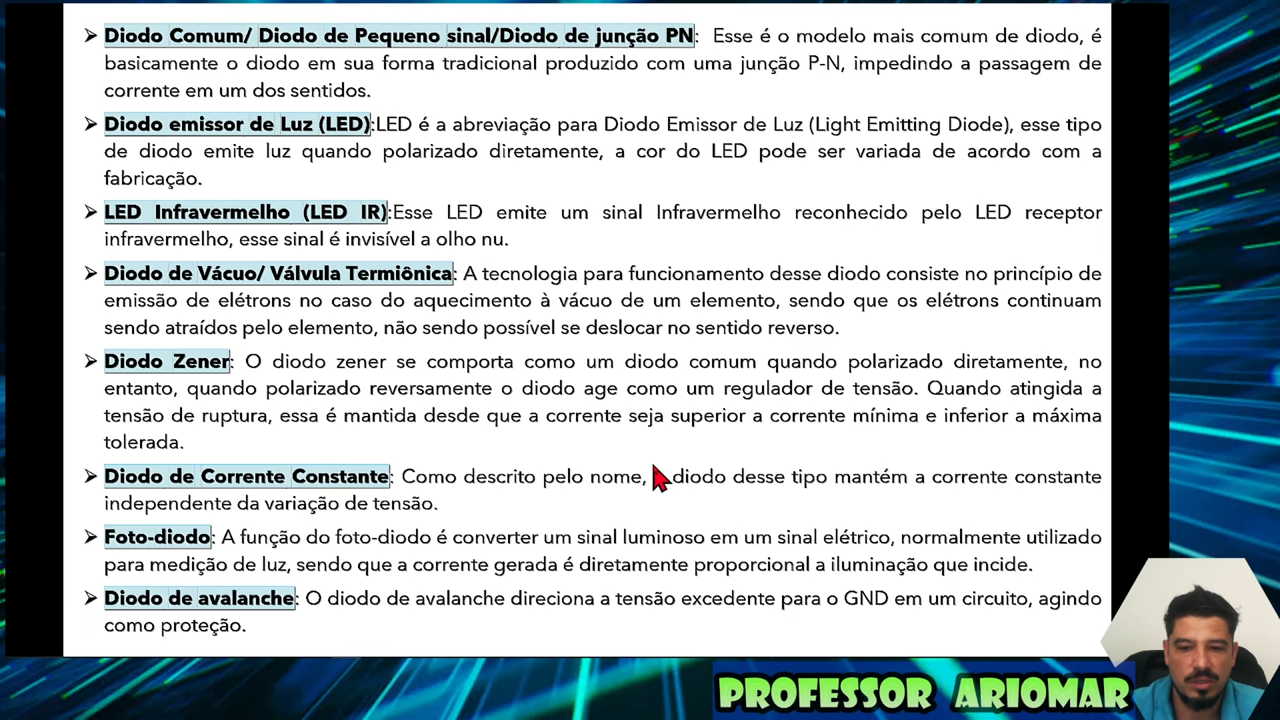 ➢ Diodo Comum/ Diodo de Pequeno sinal/Diodo de junção PN: Esse é o modelo mais comum de diodo, é
basicamente o diodo em sua forma tradicional produzido com uma junção P-N, impedindo a passagem de
corrente em um dos sentidos.
➢ Diodo emissor de Luz (LED):LED é a abreviação para Diodo Emissor de Luz (Light Emitting Diode), esse tipo
de diodo emite luz quando polarizado diretamente, a cor do LED pode ser variada de acordo com a
fabricação.
➢ LED Infravermelho (LED IR):Esse LED emite um sinal Infravermelho reconhecido pelo LED receptor
infravermelho, esse sinal é invisível a olho nu.
➢ Diodo de Vácuo/ Válvula Termiônica: A tecnologia para funcionamento desse diodo consiste no princípio de
emissão de elétrons no caso do aquecimento à vácuo de um elemento, sendo que os elétrons continuam
sendo atraídos pelo elemento, não sendo possível se deslocar no sentido reverso.
➢ Diodo Zener: O diodo zener se comporta como um diodo comum quando polarizado diretamente, no
entanto, quando polarizado reversamente o diodo age como um regulador de tensão. Quando atingida a
tensão de ruptura, essa é mantida desde que a corrente seja superior a corrente mínima e inferior a máxima
tolerada.
➢ Diodo de Corrente Constante: Como descrito pelo nome, diodo desse tipo mantém a corrente constante
independente da variação de tensão.
➢ Foto-diodo: A função do foto-diodo é converter um sinal luminoso em um sinal elétrico, normalmente utilizado
para medição de luz, sendo que a corrente gerada é diretamente proporcional a iluminação que incide.
➢ Diodo de avalanche: O diodo de avalanche direciona a tensão excedente para o GND em um circuito, agindo
como proteção.
PROFESSOR ARIOMAR